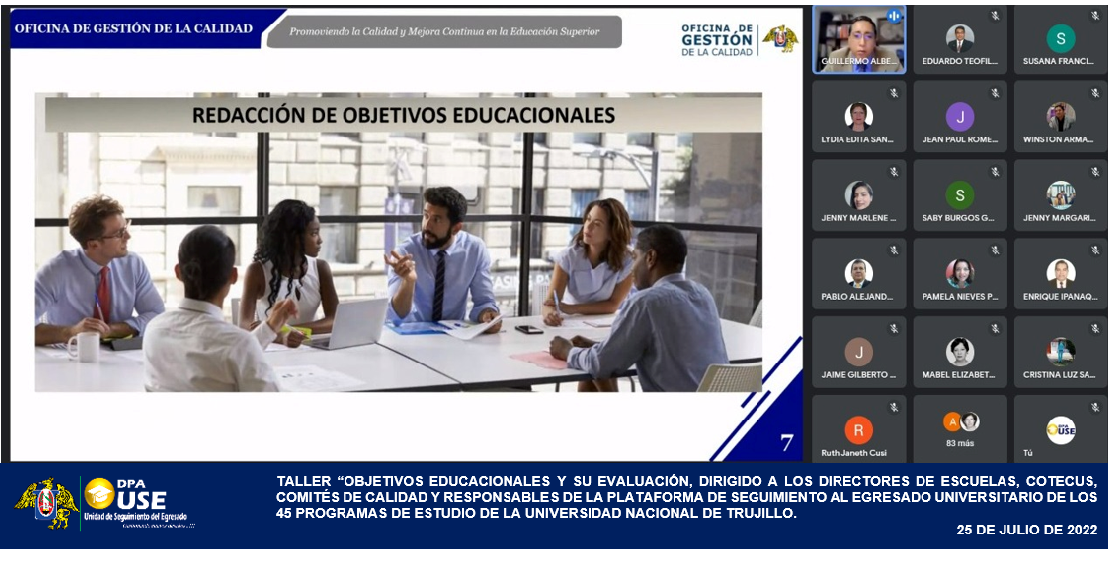 OFICINA DE GESTIÓN DE LA CALIDAD
Promoviendo la Calidad y Mejora Continua en la Educación Superior
OFICINA DE
GESTIÓN
DE LA CALIDAD
REDACCIÓN DE OBJETIVOS EDUCACIONALES
7
GUILLERMO ALBE...
EDUARDO TEOFIL...
SUSANA FRANCI...
S
LYDIA EDITA SAN...
J
JEAN PAUL ROME...
WINSTON ARMA...
JENNY MARLENE ...
S
SABY BURGOS G...
JENNY MARGARI...
PABLO ALEJAND...
PAMELA NIEVES P...
ENRIQUE IPANAQ...
J
JAIME GILBERTO ...
MABEL ELIZABET...
CRISTINA LUZ SA...
R
Ruth Janeth Cusi
A
83 más
DPA
USE
Tú
DPA
USE
Unidad de Seguimiento del Egresado
TALLER “OBJETIVOS EDUCACIONALES Y SU EVALUACIÓN, DIRIGIDO A LOS DIRECTORES DE ESCUELAS, COTECUS,
COMITÉS DE CALIDAD Y RESPONSABLES DE LA PLATAFORMA DE SEGUIMIENTO AL EGRESADO UNIVERSITARIO DE LOS
45 PROGRAMAS DE ESTUDIO DE LA UNIVERSIDAD NACIONAL DE TRUJILLO.
25 DE JULIO DE 2022